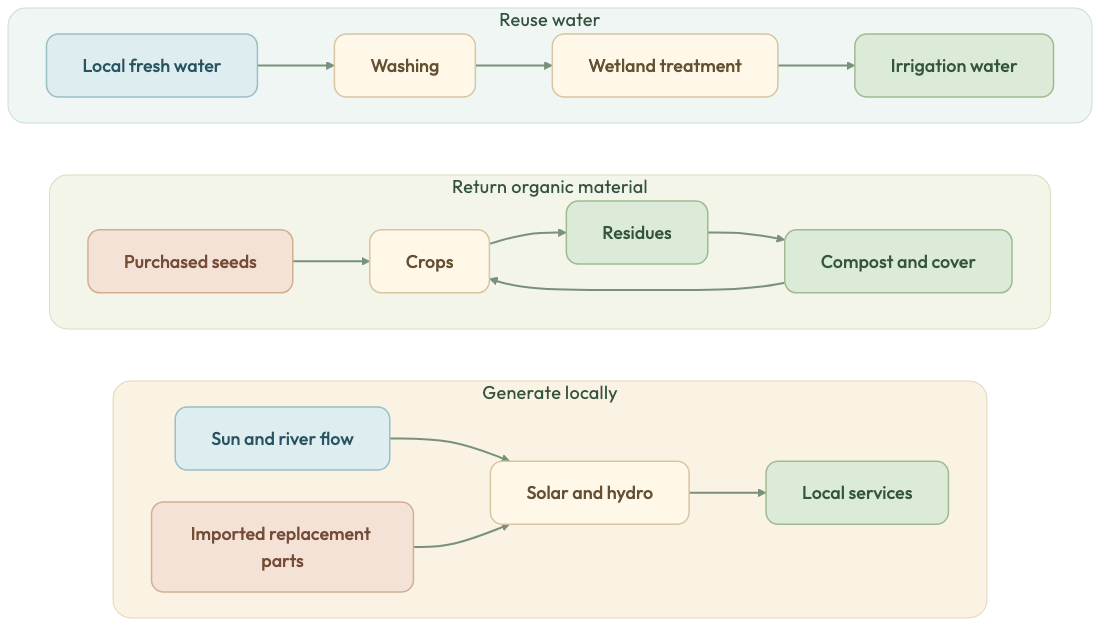 Reuse water
Local fresh water
Washing
Wetland treatment
Irrigation water
Return organic material
Purchased seeds
Crops
Residues
Compost and cover
Generate locally
Sun and river flow
Imported replacement
parts
Solar and hydro
Local services